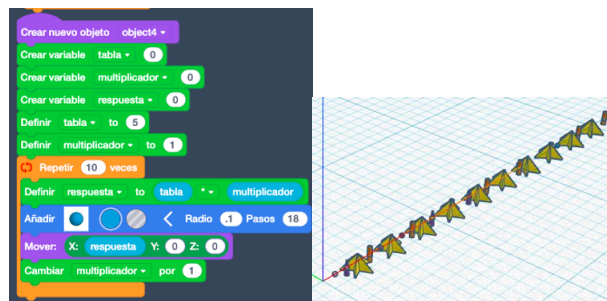 Crear nuevo objeto object4
Crear variable tabla 0
Crear variable multiplicador 0
Crear variable respuesta 0
Definir tabla to 5
Definir multiplicador to 1
Repetir 10 veces
Definir respuesta to tabla * multiplicador
Añadir Radio .1 Pasos 18
Mover: X: respuesta Y: 0 Z: 0
Cambiar multiplicador por 1